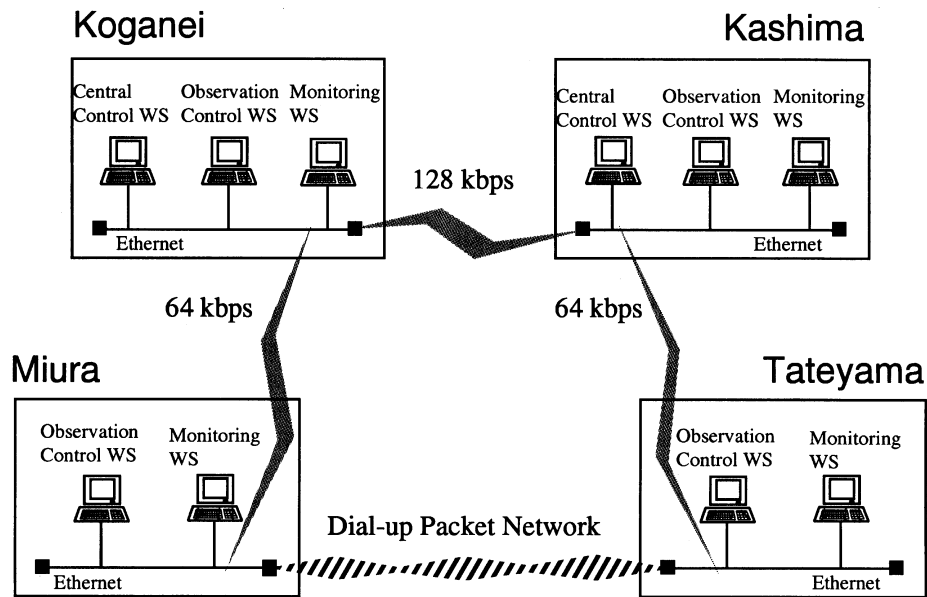 Koganei
Kashima
Central
Control WS
Observation
Control WS
Monitoring
WS
Ethernet
Central
Control WS
Observation
Control WS
Monitoring
WS
Ethernet
128 kbps
64 kbps
64 kbps
Miura
Tateyama
Observation
Control WS
Monitoring
WS
Ethernet
Dial-up Packet Network
Observation
Control WS
Monitoring
WS
Ethernet